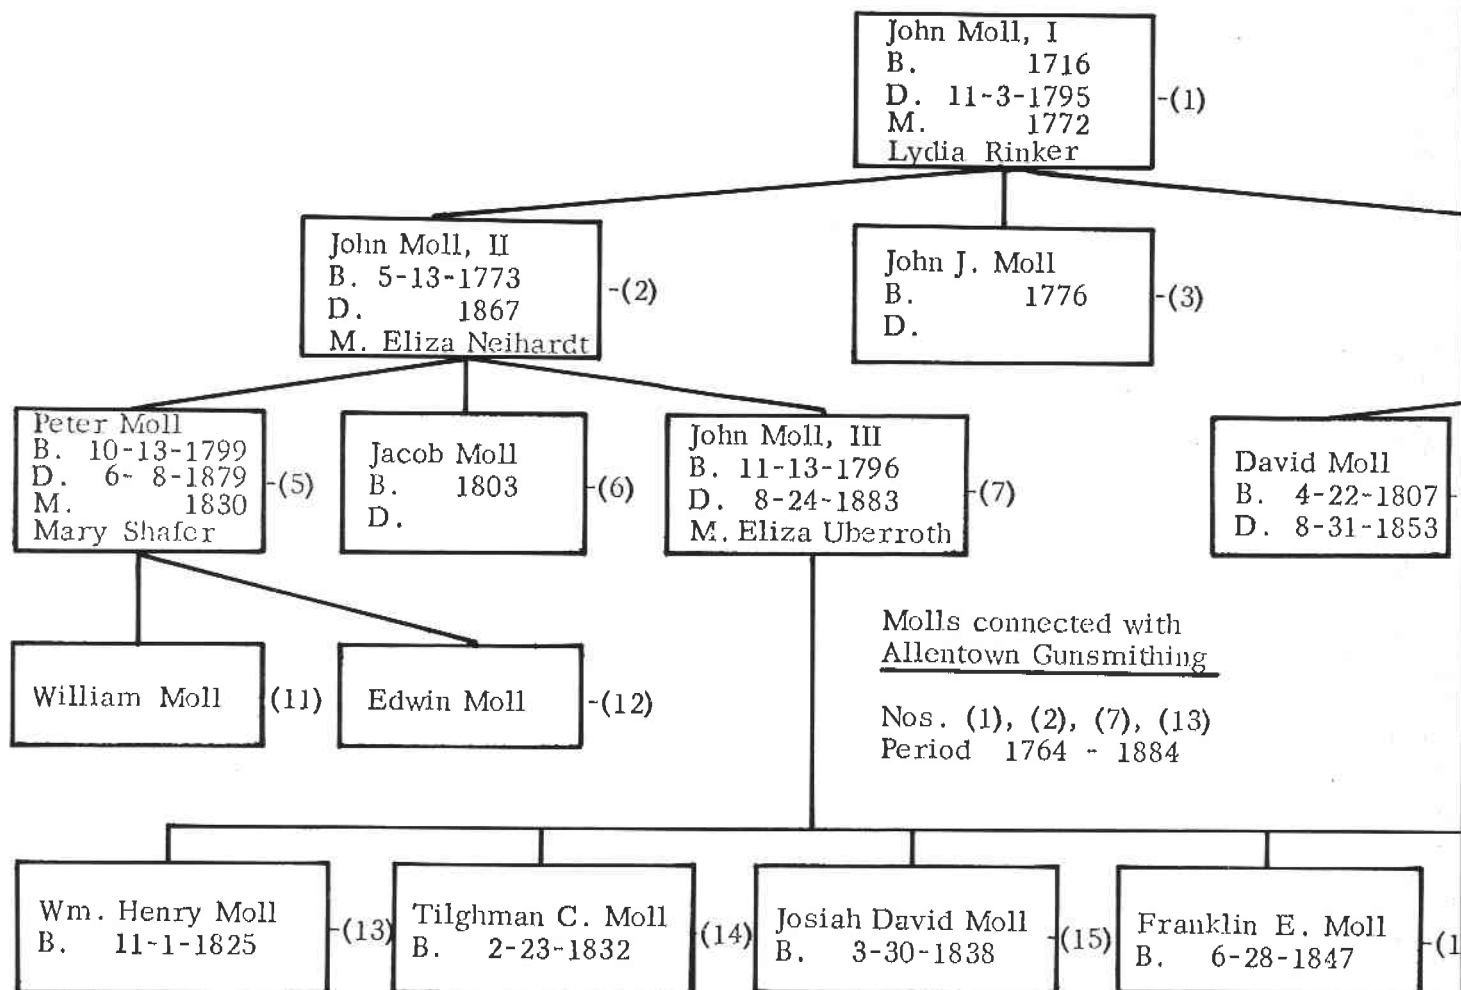 John Moll, I
B. 1716
D. 11-3-1795
M. 1772
Lydia Rinker
-(1)
John Moll, II
B. 5-13-1773
D. 1867
M. Eliza Neihardt
-(2)
John J. Moll
B. 1776
D.
-(3)
Peter Moll
B. 10-13-1799
D. 6- 8-1879
M. 1830
Mary Shafer
-(5)
Jacob Moll
B. 1803
D.
-(6)
John Moll, III
B. 11-13-1796
D. 8-24-1883
M. Eliza Uberroth
-(7)
David Moll
B. 4-22-1807
D. 8-31-1853
William Moll
(11)
Edwin Moll
-(12)
Molls connected with
Allentown Gunsmithing
Nos. (1), (2), (7), (13)
Period 1764 - 1884
Wm. Henry Moll
B. 11-1-1825
-(13)
Tilghman C. Moll
B. 2-23-1832
(14)
Josiah David Moll
B. 3-30-1838
-(15)
Franklin E. Moll
B. 6-28-1847
-(1